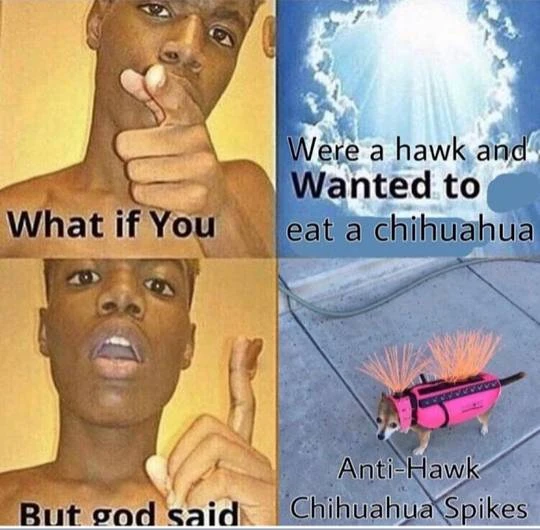 What if You
Were a hawk and
Wanted to
eat a chihuahua
But god said
Anti-Hawk
Chihuahua Spikes